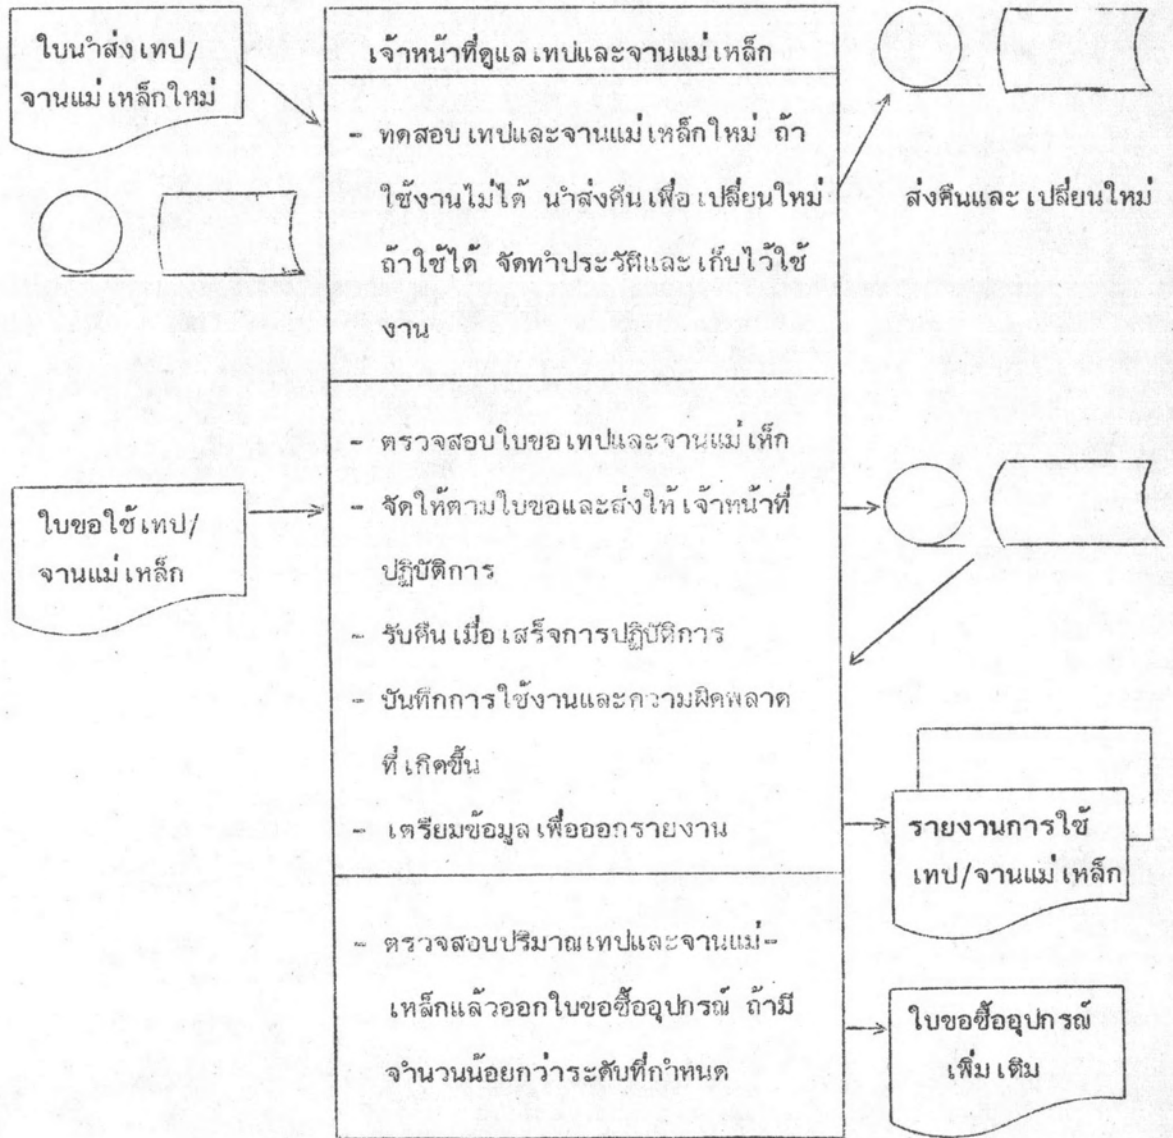 ใบนำส่งเทป/
จานแม่เหล็กใหม่
เจ้าหน้าที่ดูแลเทปและจานแม่เหล็ก
- ทดสอบเทปและจานแม่เหล็กใหม่ ถ้า
ใช้งานไม่ได้ นำส่งคืนเพื่อเปลี่ยนใหม่
ถ้าใช้ได้ จัดทำประวัติและเก็บไว้ใช้
งาน
ส่งคืนและเปลี่ยนใหม่
ใบขอใช้เทป/
จานแม่เหล็ก
- ตรวจสอบใบขอเทปและจานแม่เห็ก
- จัดให้ตามใบขอและส่งให้เจ้าหน้าที่
ปฏิบัติการ
- รับคืนเมื่อเสร็จการปฏิบัติการ
- บันทึกการใช้งานและความผิดพลาด
ที่เกิดขึ้น
- เตรียมข้อมูลเพื่อออกรายงาน
รายงานการใช้
เทป/จานแม่เหล็ก
- ตรวจสอบปริมาณเทปและจานแม่-
เหล็กแล้วออกใบขอซื้ออุปกรณ์ ถ้ามี
จำนวนน้อยกว่าระดับที่กำหนด
ใบขอซื้ออุปกรณ์
เพิ่มเติม